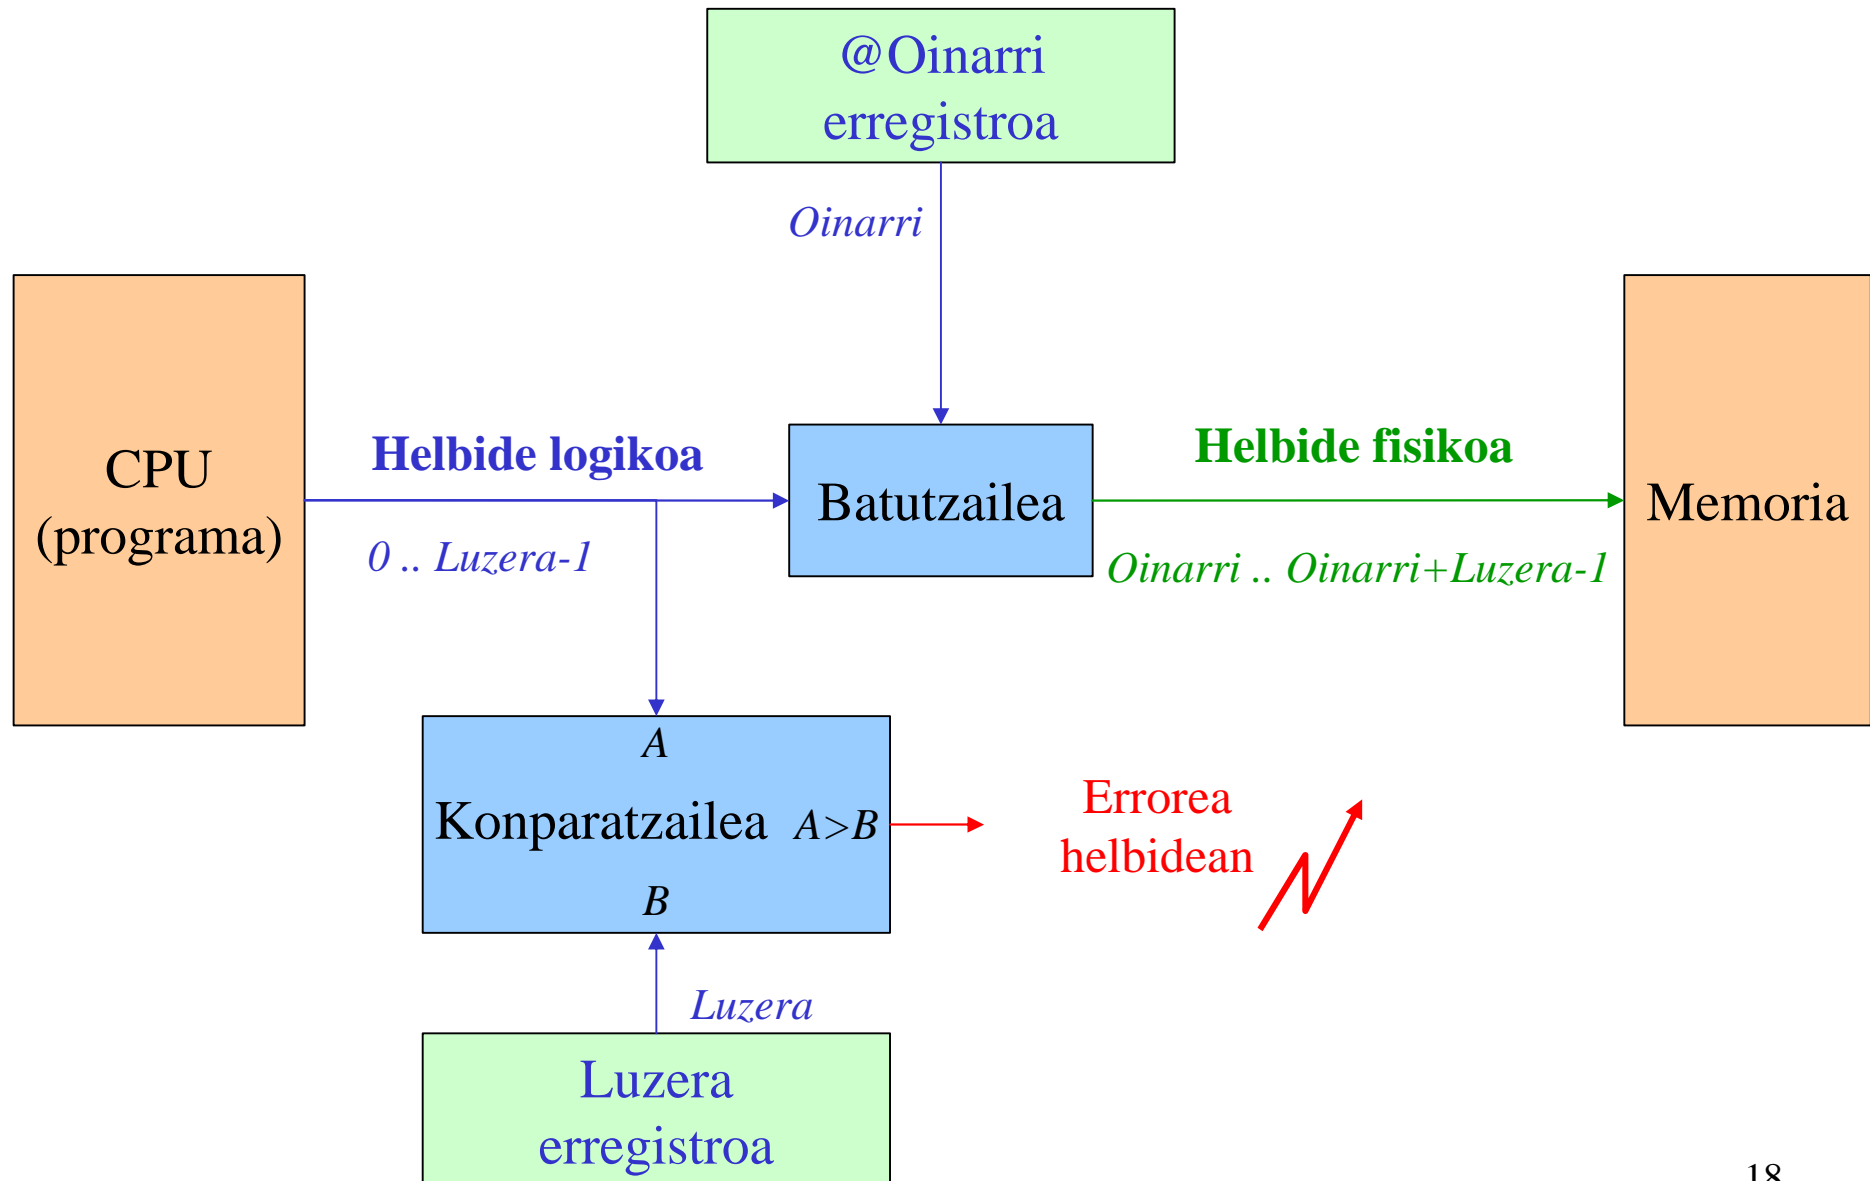 @Oinarri
erregistroa
Oinarri
CPU
(programa)
Helbide logikoa
0 .. Luzera-1
Batutzailea
Helbide fisikoa
Oinarri .. Oinarri+Luzera-1
Memoria
A
Konparatzailea A>B
B
Errorea
helbidean
Luzera
Luzera
erregistroa
18